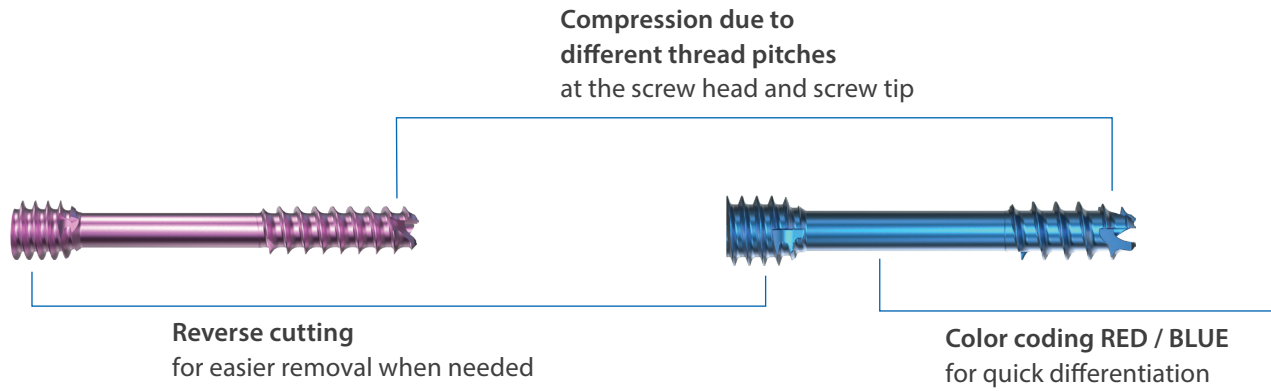 Compression due to
different thread pitches
at the screw head and screw tip
Reverse cutting
for easier removal when needed
Color coding RED / BLUE
for quick differentiation